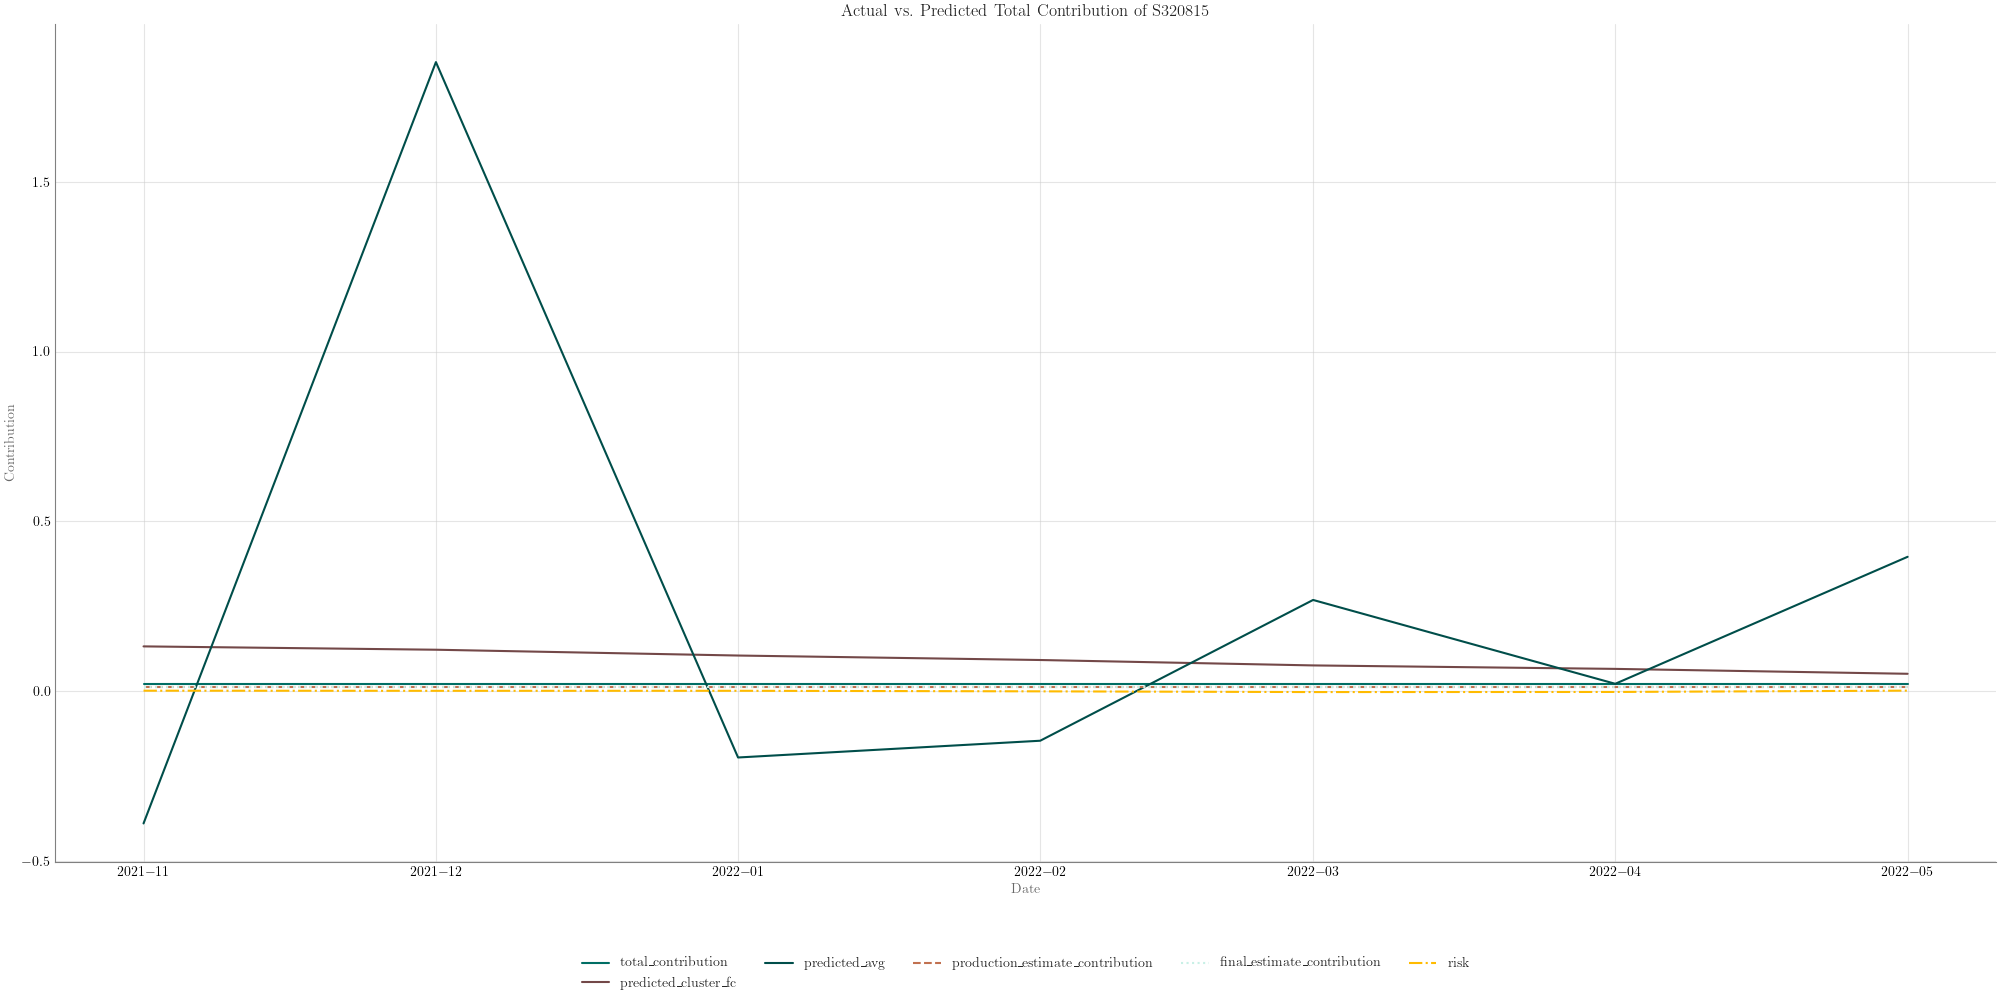 Actual vs. Predicted Total Contribution of S320815
Contribution
1.5
1.0
0.5
0.0
−0.5
2021−11 2021−12 2022−01 2022−02 2022−03 2022−04 2022−05
Date
total_contribution predicted_avg production_estimate_contribution final_estimate_contribution risk
predicted_cluster_fc